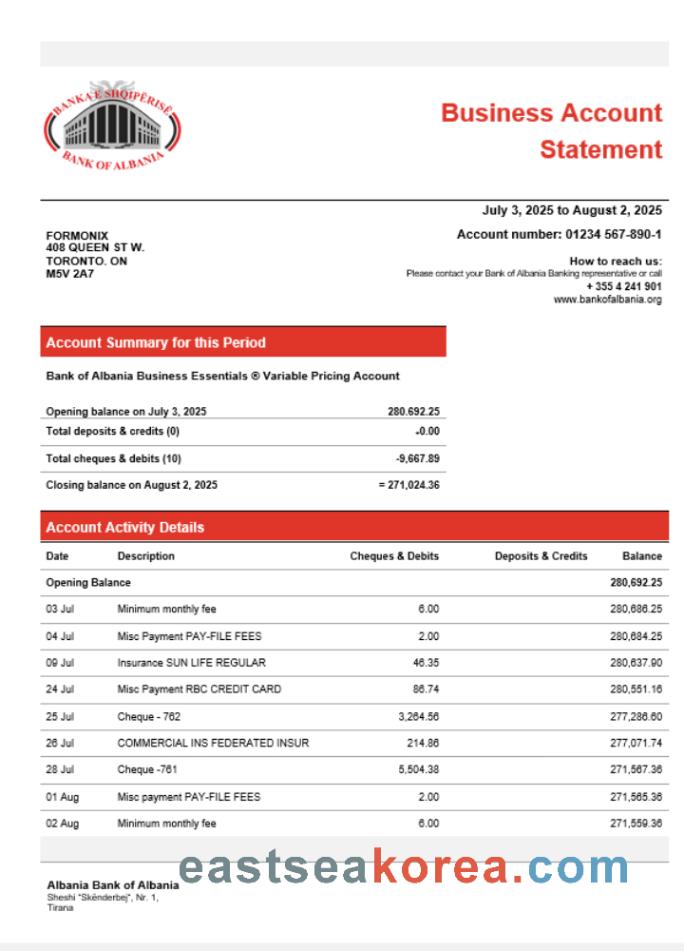 BANKA E SHQIPËRISË
BANK OF ALBANIA
Business Account
Statement
July 3, 2025 to August 2, 2025
Account number: 01234 567-890-1
FORMONIX
408 QUEEN ST W.
TORONTO. ON
M5V 2A7
How to reach us:
Please contact your Bank of Albania Banking representative or call
+ 355 4 241 901
www.bankofalbania.org
Account Summary for this Period
Bank of Albania Business Essentials ® Variable Pricing Account
Opening balance on July 3, 2025 280.692.25
Total deposits & credits (0) -0.00
Total cheques & debits (10) -9,667.89
Closing balance on August 2, 2025 = 271,024.36
Account Activity Details
Date Description Cheques & Debits Deposits & Credits Balance
Opening Balance 280,692.25
03 Jul Minimum monthly fee 6.00 280,686.25
04 Jul Misc Payment PAY-FILE FEES 2.00 280,684.25
09 Jul Insurance SUN LIFE REGULAR 46.35 280,637.90
24 Jul Misc Payment RBC CREDIT CARD 86.74 280,551.16
25 Jul Cheque - 762 3,264.56 277,286.60
26 Jul COMMERCIAL INS FEDERATED INSUR 214.86 277,071.74
28 Jul Cheque -761 5,504.38 271,567.36
01 Aug Misc payment PAY-FILE FEES 2.00 271,565.36
02 Aug Minimum monthly fee 6.00 271,559.36
eastseakorea.com
Albania Bank of Albania
Sheshi "Skënderbej", Nr. 1,
Tirana